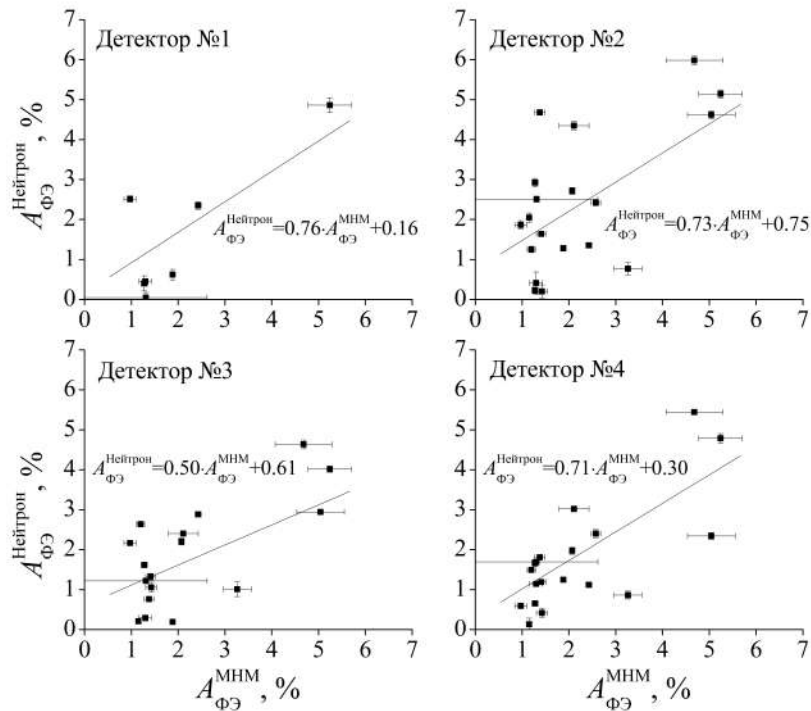 Детектор №1
A_ФЭ^Нейтрон, %
7
6
5
4
3
2
1
0
A_ФЭ^Нейтрон=0.76·A_ФЭ^МНМ+0.16
0 1 2 3 4 5 6 7
Детектор №2
7
6
5
4
3
2
1
0
A_ФЭ^Нейтрон=0.73·A_ФЭ^МНМ+0.75
0 1 2 3 4 5 6 7
Детектор №3
A_ФЭ^Нейтрон, %
7
6
5
4
3
2
1
0
A_ФЭ^Нейтрон=0.50·A_ФЭ^МНМ+0.61
0 1 2 3 4 5 6 7
A_ФЭ^МНМ, %
Детектор №4
7
6
5
4
3
2
1
0
A_ФЭ^Нейтрон=0.71·A_ФЭ^МНМ+0.30
0 1 2 3 4 5 6 7
A_ФЭ^МНМ, %